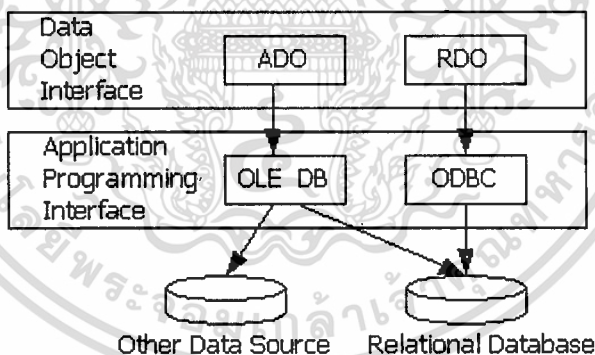 Data
Object
Interface
ADO
RDO
Application
Programming
Interface
OLE DB
ODBC
Other Data Source
Relational Database